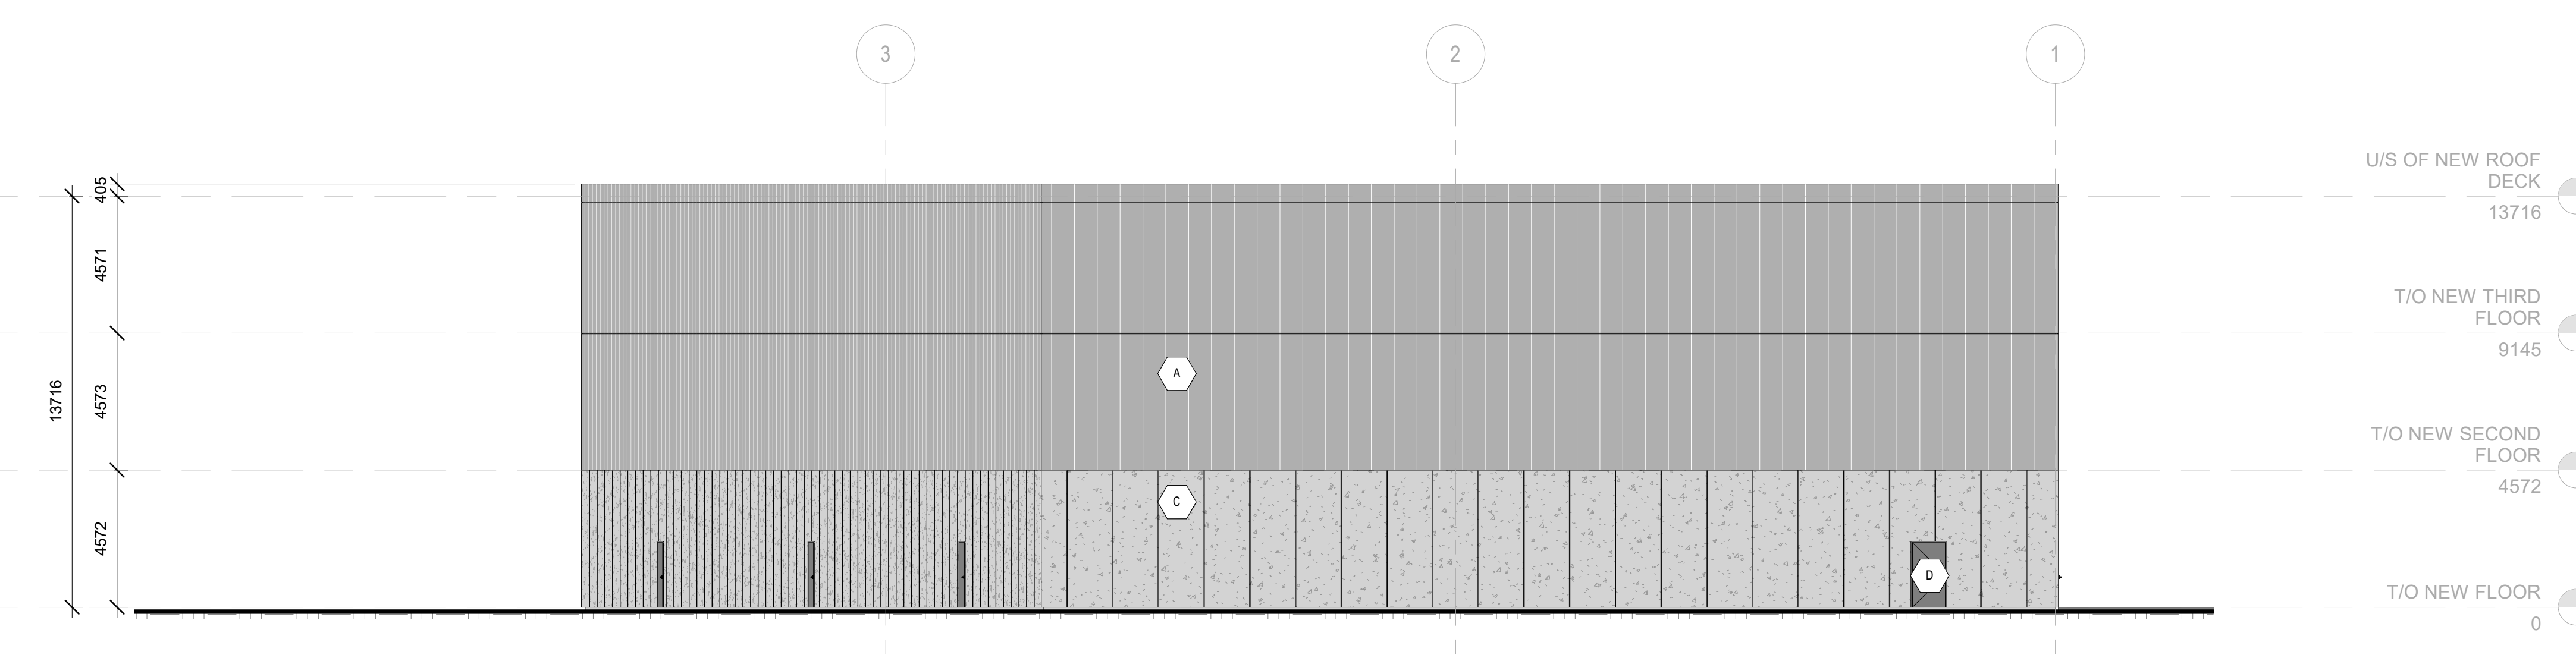 3
2
1
U/S OF NEW ROOF
DECK
13716
405
4571
T/O NEW THIRD
FLOOR
9145
A
13716
4573
T/O NEW SECOND
FLOOR
4572
C
4572
D
T/O NEW FLOOR
0